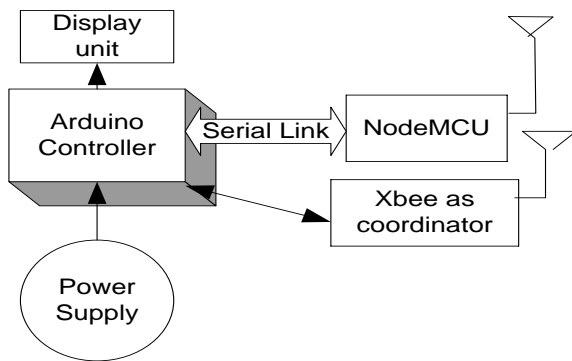 Display
unit
Arduino
Controller
Serial Link
NodeMCU
Xbee as
coordinator
Power
Supply